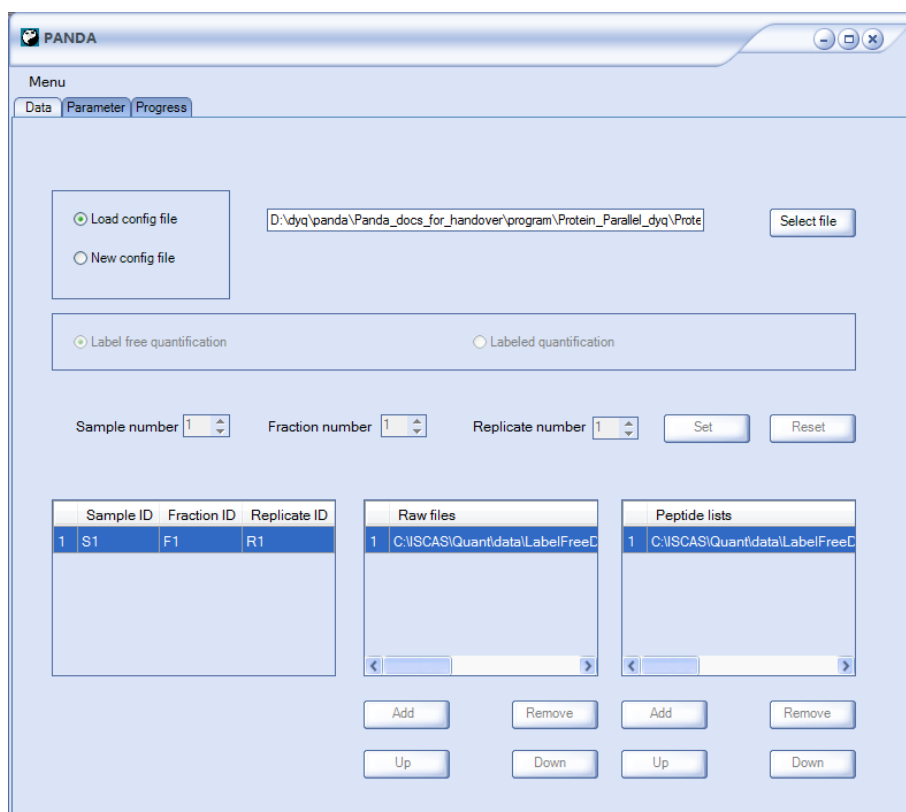 PANDA
Menu
Data Parameter Progress
Load config file
D:\dyq\panda\Panda_docs_for_handover\program\Protein_Parallel_dyq\Prote
Select file
New config file
Label free quantification
Labeled quantification
Sample number 1
Fraction number 1
Replicate number 1
Set
Reset
Sample ID Fraction ID Replicate ID
1 S1 F1 R1
Raw files
1 C:\ISCAS\Quant\data\LabelFreeD
Peptide lists
1 C:\ISCAS\Quant\data\LabelFreeD
Add Remove Add Remove
Up Down Up Down